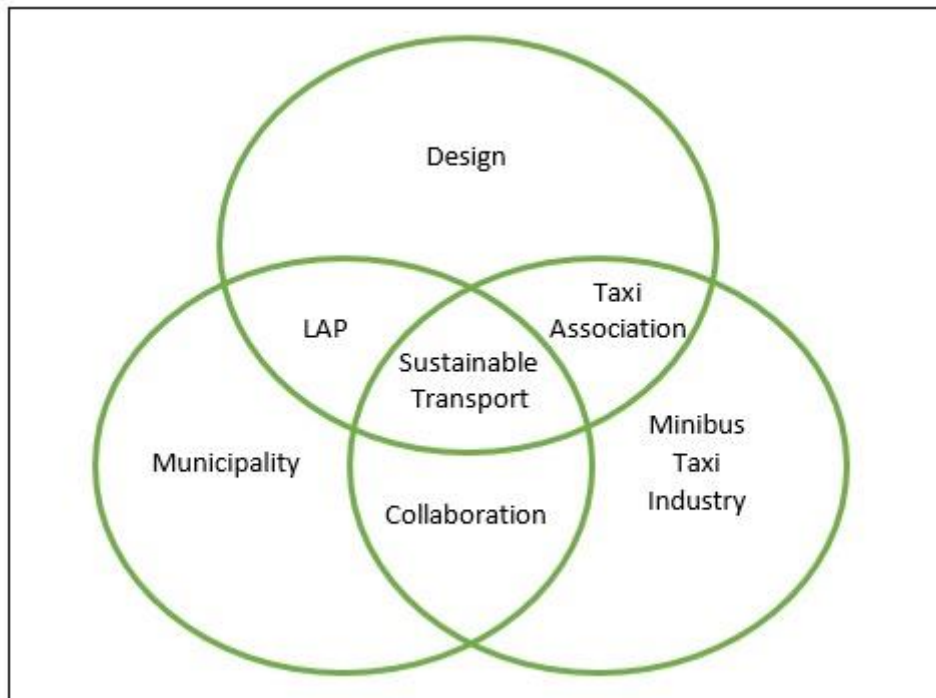 Design
LAP
Taxi
Association
Sustainable
Transport
Municipality
Minibus
Taxi
Industry
Collaboration